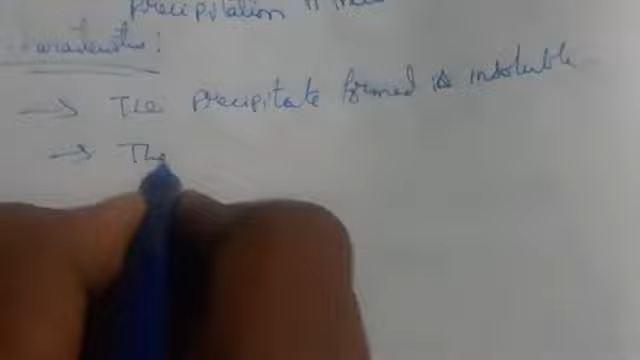 precipitation
→ The precipitate formed is insoluble
→ The